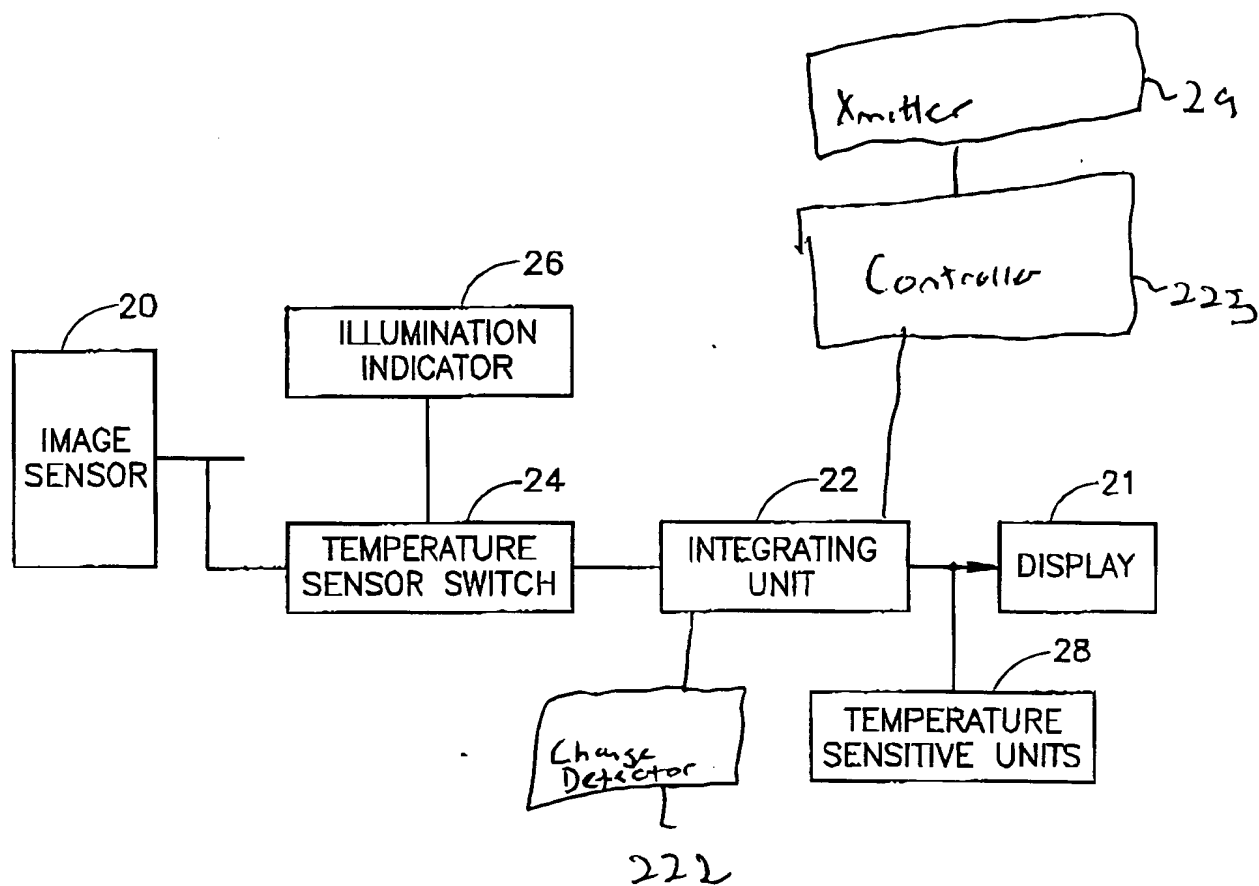 Xmitter
29
Controller
223
26
ILLUMINATION
INDICATOR
20
IMAGE
SENSOR
24
TEMPERATURE
SENSOR SWITCH
22
INTEGRATING
UNIT
21
DISPLAY
28
TEMPERATURE
SENSITIVE UNITS
Change
Detector
222